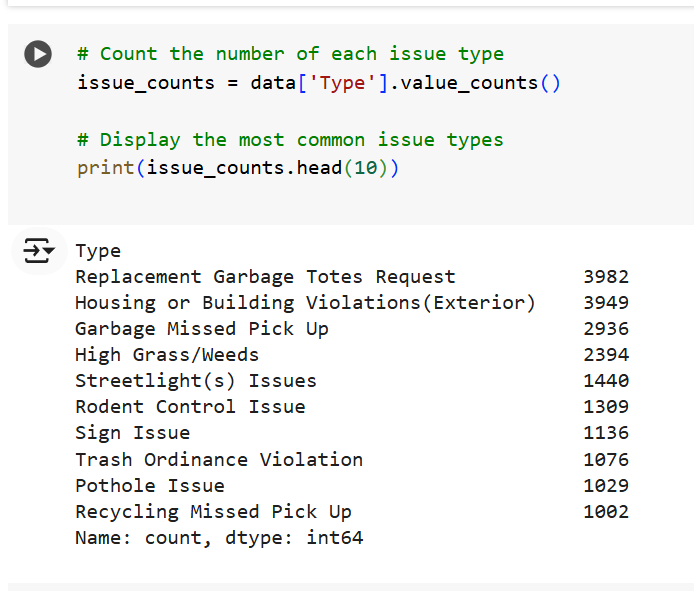 # Count the number of each issue type
issue_counts = data['Type'].value_counts()
# Display the most common issue types
print(issue_counts.head(10))
Type
Replacement Garbage Totes Request 3982
Housing or Building Violations(Exterior) 3949
Garbage Missed Pick Up 2936
High Grass/Weeds 2394
Streetlight(s) Issues 1440
Rodent Control Issue 1309
Sign Issue 1136
Trash Ordinance Violation 1076
Pothole Issue 1029
Recycling Missed Pick Up 1002
Name: count, dtype: int64